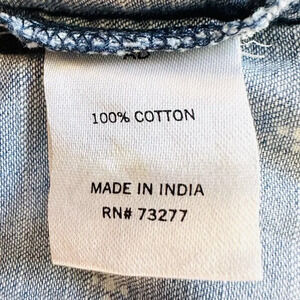 100% COTTON
MADE IN INDIA
RN# 73277